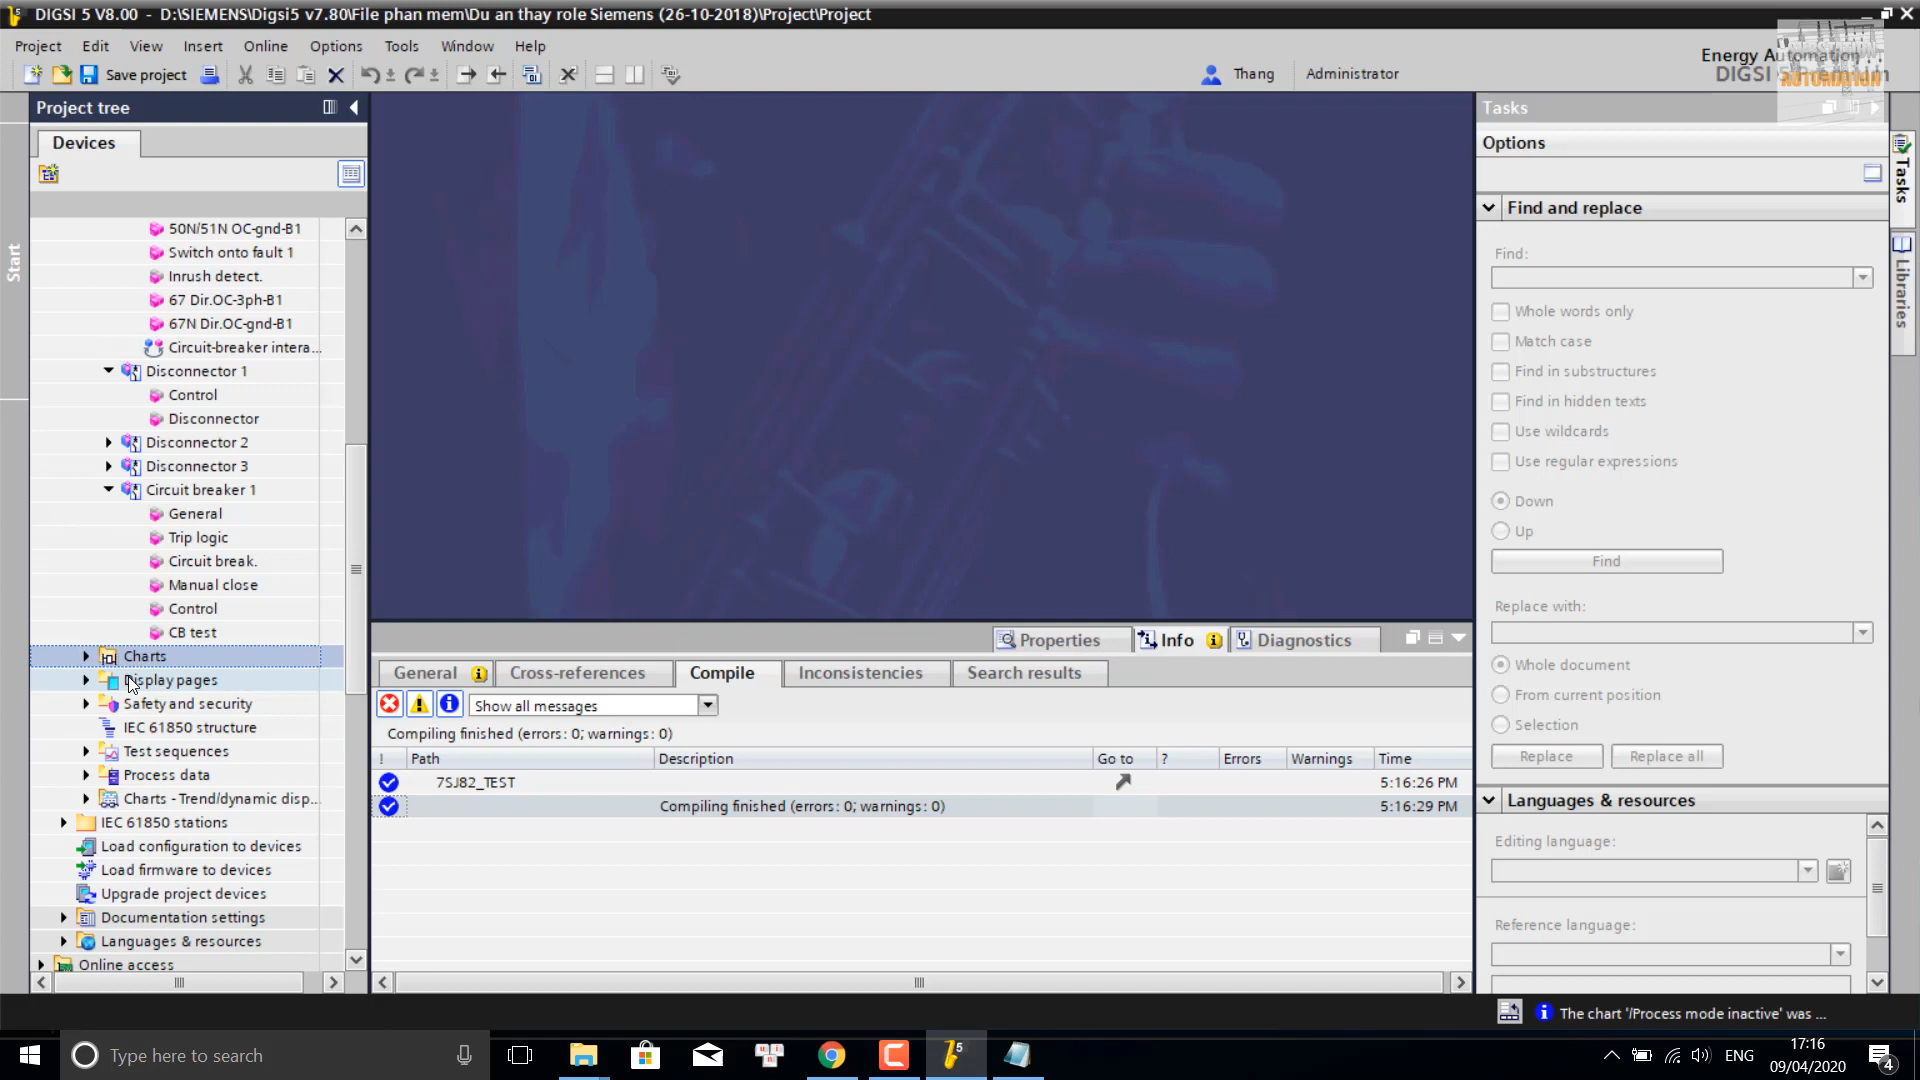 DIGSI 5 V8.00 - D:\SIEMENS\Digsi5 v7.80\File phan mem\Du an thay role Siemens (26-10-2018)\Project\Project
Project Edit View Insert Online Options Tools Window Help
Save project
Thang Administrator
Energy Automation
DIGSI 5 Premium
AUTOMATION
Project tree
Devices
Start
50N/51N OC-gnd-B1
Switch onto fault 1
Inrush detect.
67 Dir.OC-3ph-B1
67N Dir.OC-gnd-B1
Circuit-breaker intera...
Disconnector 1
Control
Disconnector
Disconnector 2
Disconnector 3
Circuit breaker 1
General
Trip logic
Circuit break.
Manual close
Control
CB test
Charts
Display pages
Safety and security
IEC 61850 structure
Test sequences
Process data
Charts - Trend/dynamic disp...
IEC 61850 stations
Load configuration to devices
Load firmware to devices
Upgrade project devices
Documentation settings
Languages & resources
Online access
Properties Info Diagnostics
General Cross-references Compile Inconsistencies Search results
Show all messages
Compiling finished (errors: 0; warnings: 0)
! Path Description Go to ? Errors Warnings Time
7SJ82_TEST 5:16:26 PM
Compiling finished (errors: 0; warnings: 0) 5:16:29 PM
Tasks
Options
Find and replace
Find:
Whole words only
Match case
Find in substructures
Find in hidden texts
Use wildcards
Use regular expressions
Down
Up
Find
Replace with:
Whole document
From current position
Selection
Replace Replace all
Languages & resources
Editing language:
Reference language:
Tasks
Libraries
The chart '/Process mode inactive' was ...
Type here to search
ENG
17:16
09/04/2020
4